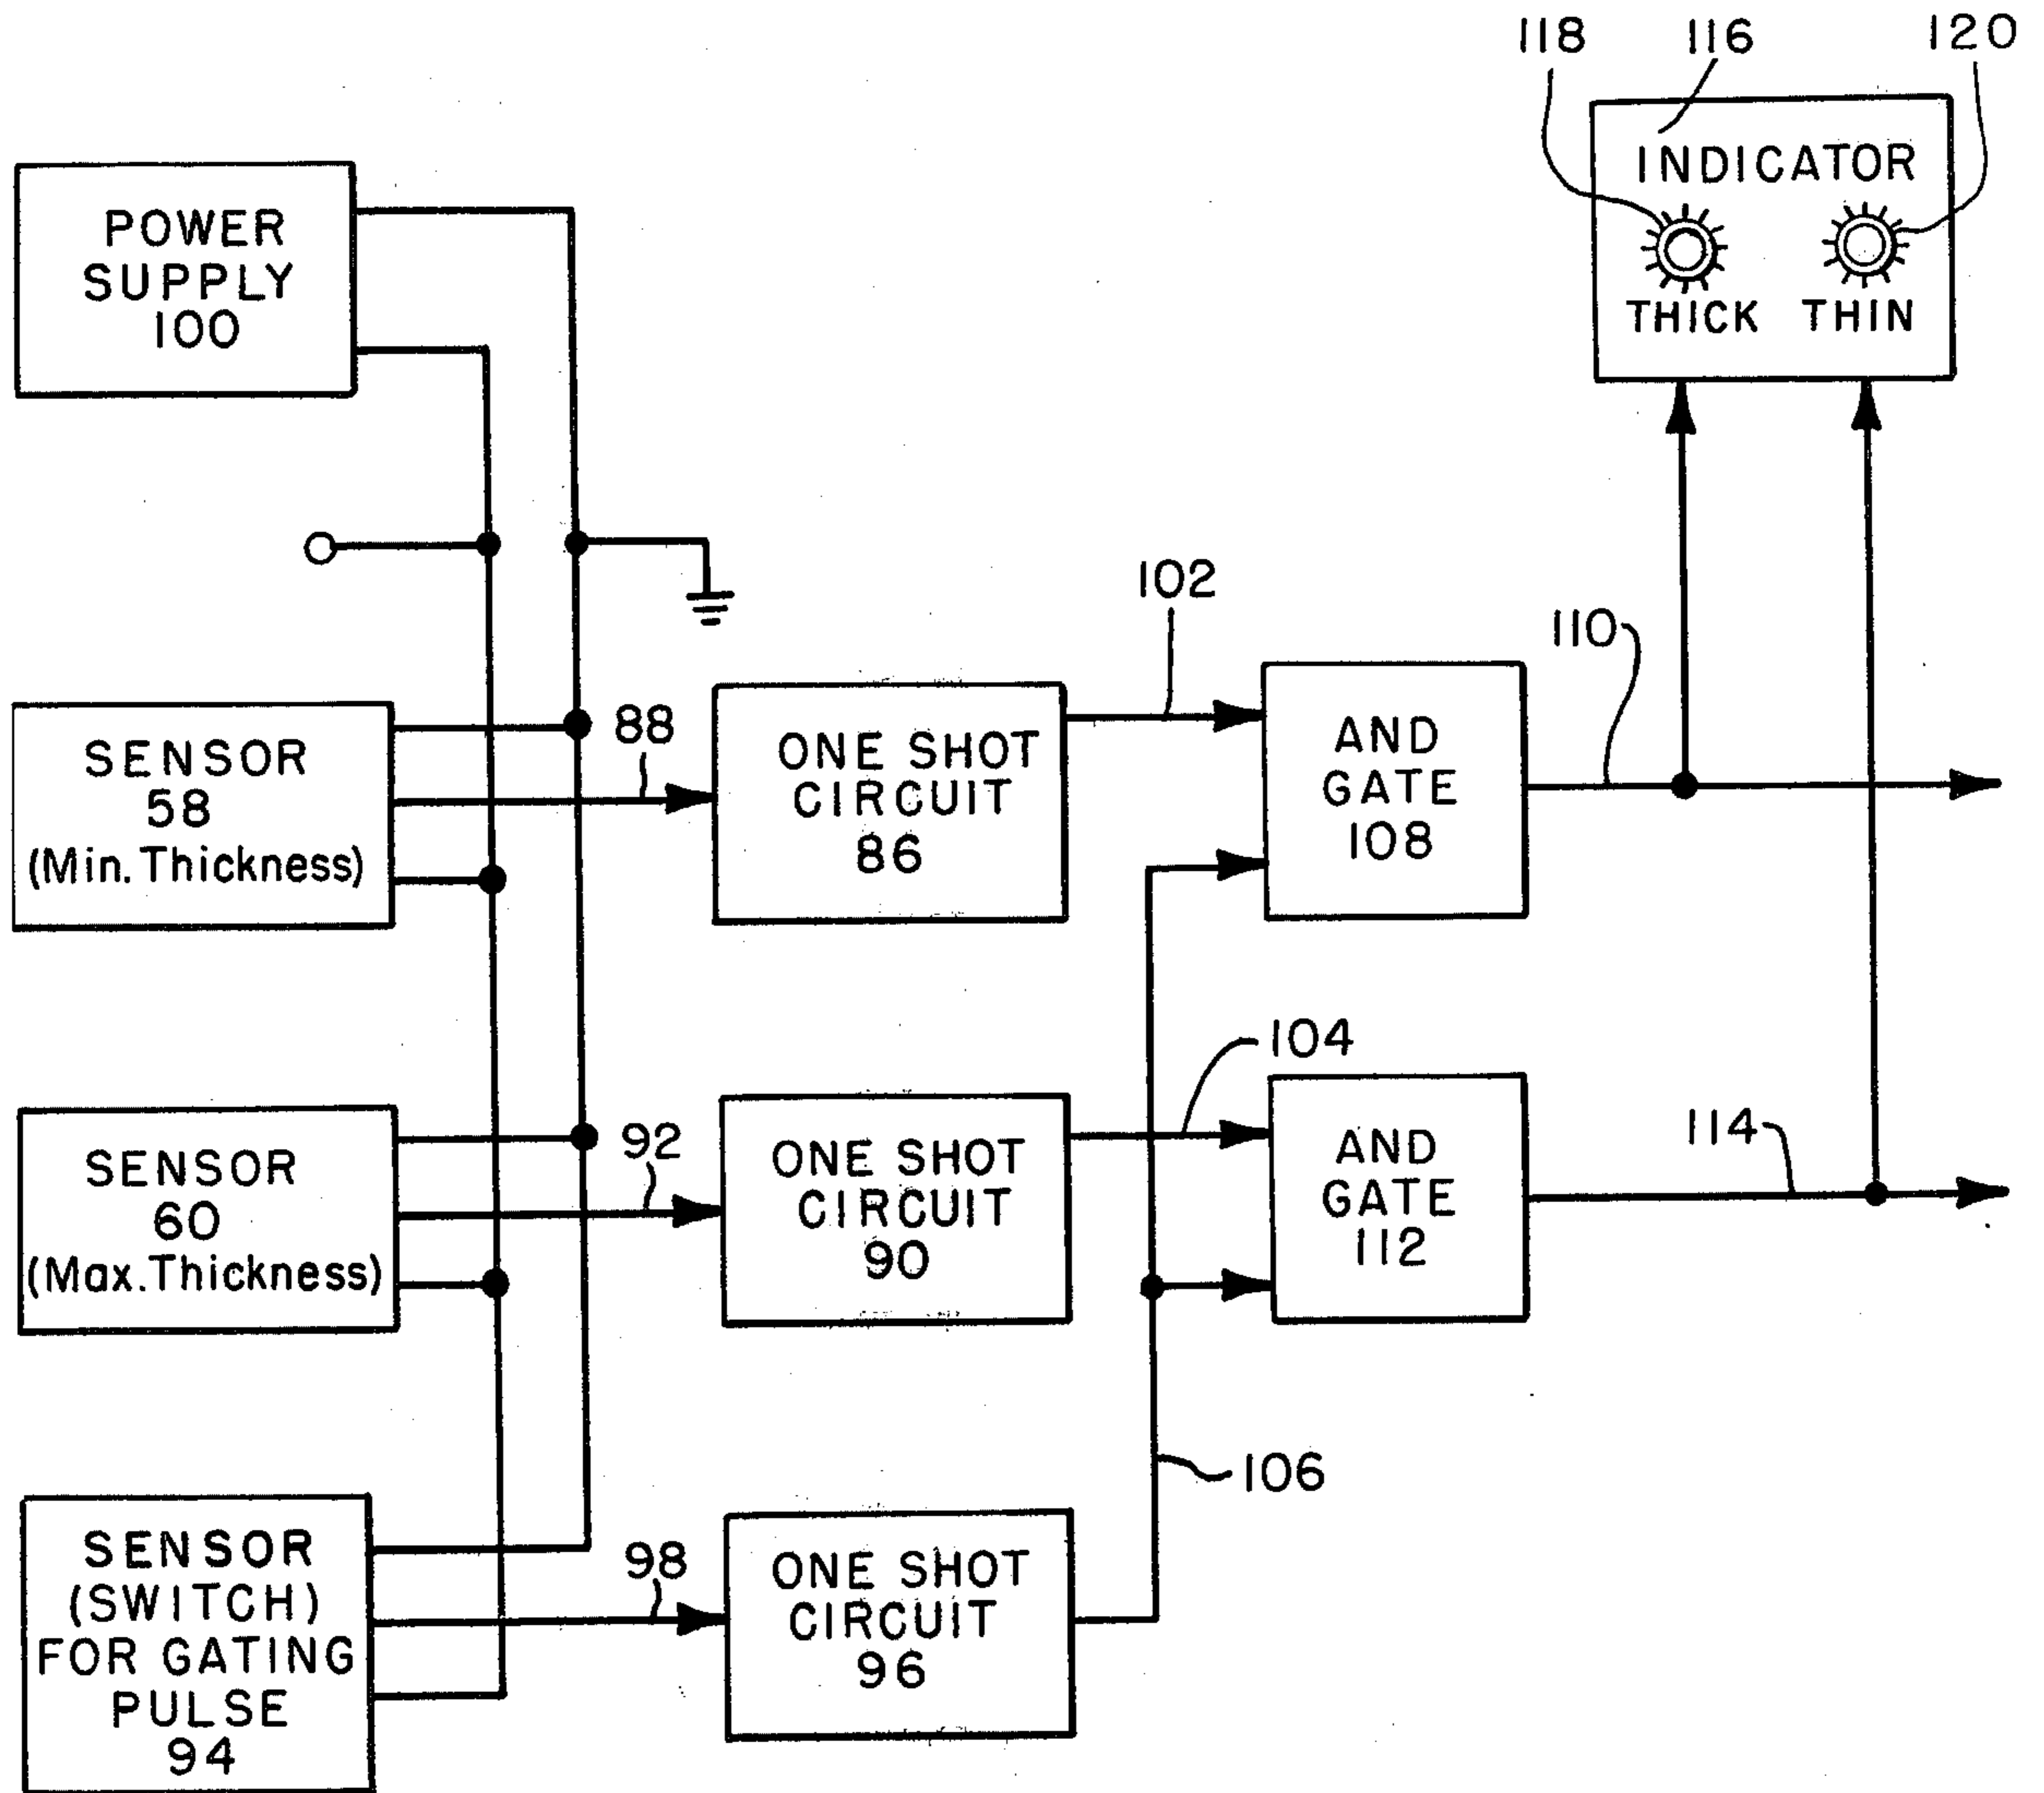 118 116 120
INDICATOR
THICK THIN
POWER
SUPPLY
100
102
110
SENSOR
58
(Min. Thickness)
88
ONE SHOT
CIRCUIT
86
AND
GATE
108
104
SENSOR
60
(Max. Thickness)
92
ONE SHOT
CIRCUIT
90
AND
GATE
112
114
106
SENSOR
(SWITCH)
FOR GATING
PULSE
94
98
ONE SHOT
CIRCUIT
96